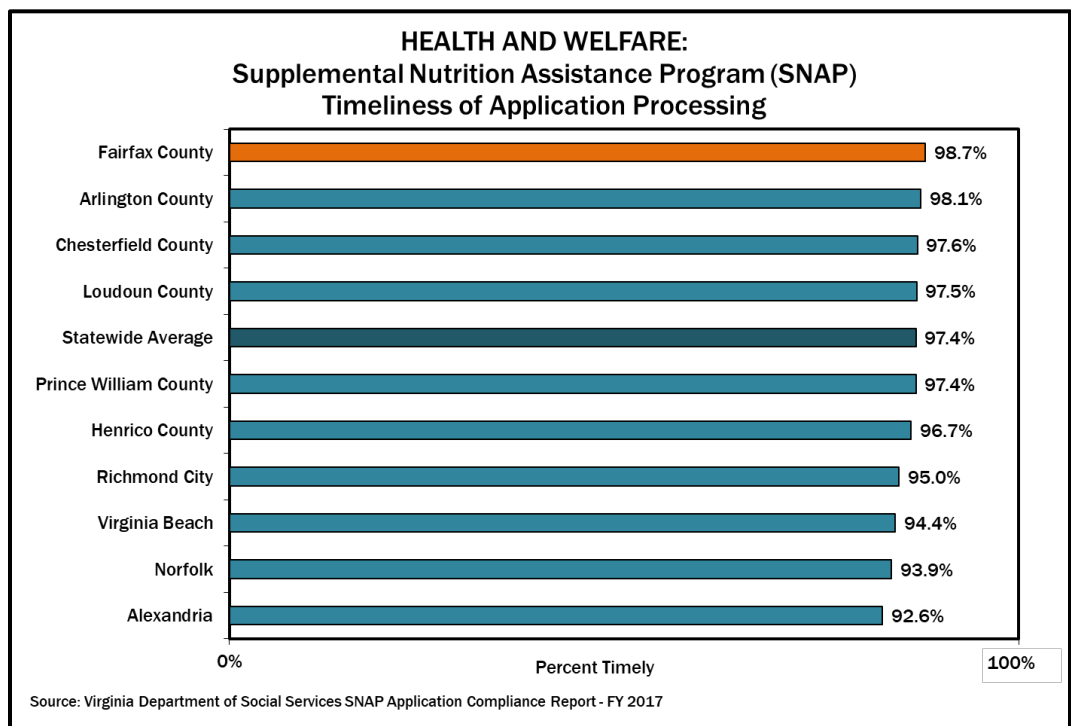 HEALTH AND WELFARE:
Supplemental Nutrition Assistance Program (SNAP)
Timeliness of Application Processing
Fairfax County 98.7%
Arlington County 98.1%
Chesterfield County 97.6%
Loudoun County 97.5%
Statewide Average 97.4%
Prince William County 97.4%
Henrico County 96.7%
Richmond City 95.0%
Virginia Beach 94.4%
Norfolk 93.9%
Alexandria 92.6%
0% Percent Timely 100%
Source: Virginia Department of Social Services SNAP Application Compliance Report - FY 2017